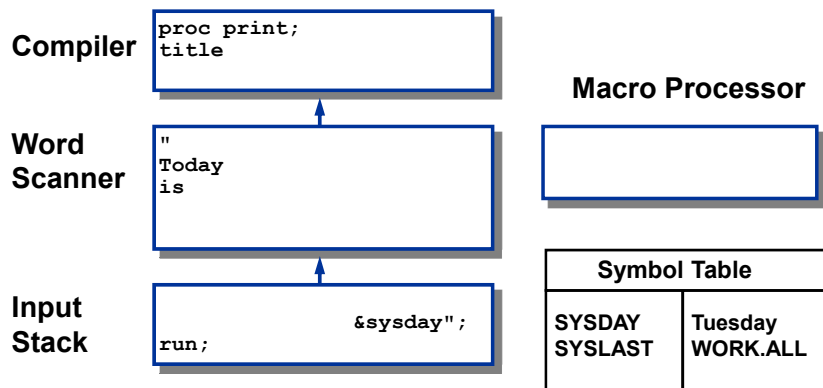 Compiler
proc print;
title
Macro Processor
Word
Scanner
"
Today
is
Symbol Table
Input
Stack
&sysday";
run;
SYSDAY Tuesday
SYSLAST WORK.ALL